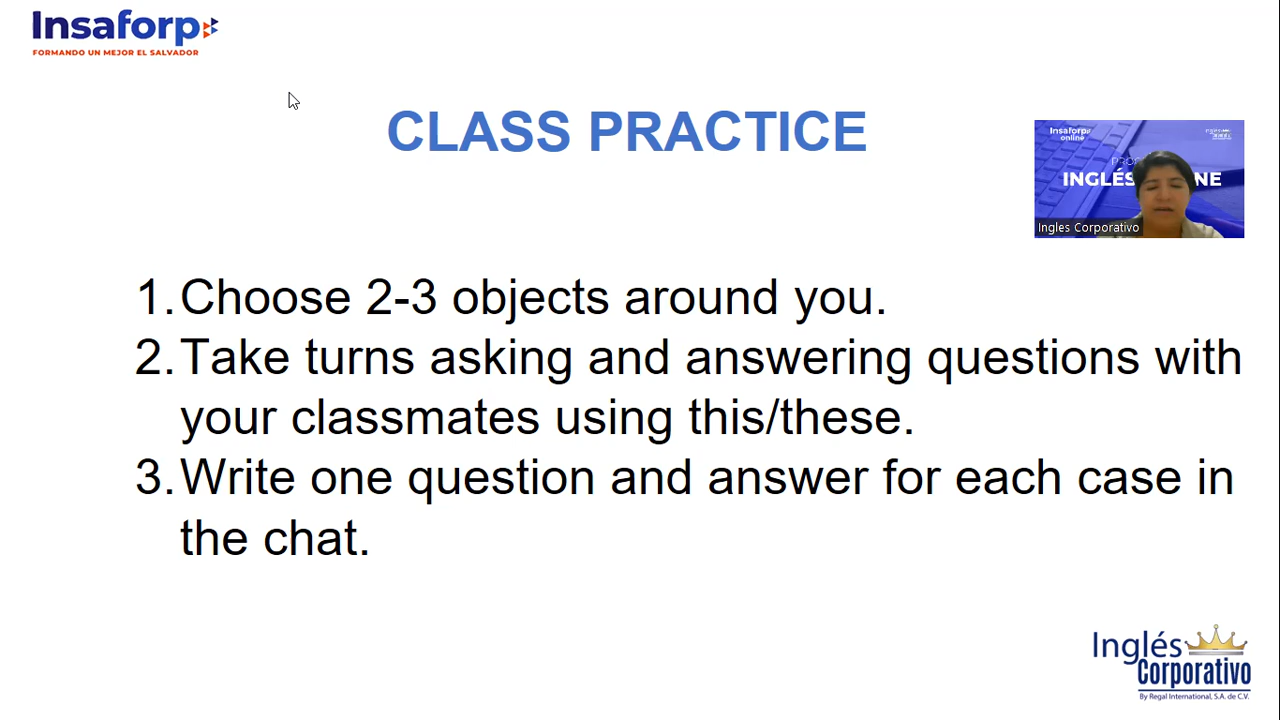 Insaforp
FORMANDO UN MEJOR EL SALVADOR
CLASS PRACTICE
Insaforp
online
INGLÉS
NE
Ingles Corporativo
1. Choose 2-3 objects around you.
2. Take turns asking and answering questions with
your classmates using this/these.
3. Write one question and answer for each case in
the chat.
Inglés
Corporativo
By Regal International, S.A. de C.V.